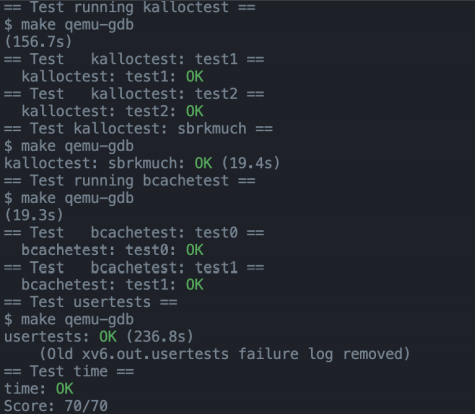 == Test running kalloctest ==
$ make qemu-gdb
(156.7s)
== Test   kalloctest: test1 ==
  kalloctest: test1: OK
== Test   kalloctest: test2 ==
  kalloctest: test2: OK
== Test kalloctest: sbrkmuch ==
$ make qemu-gdb
kalloctest: sbrkmuch: OK (19.4s)
== Test running bcachetest ==
$ make qemu-gdb
(19.3s)
== Test   bcachetest: test0 ==
  bcachetest: test0: OK
== Test   bcachetest: test1 ==
  bcachetest: test1: OK
== Test usertests ==
$ make qemu-gdb
usertests: OK (236.8s)
    (Old xv6.out.usertests failure log removed)
== Test time ==
time: OK
Score: 70/70